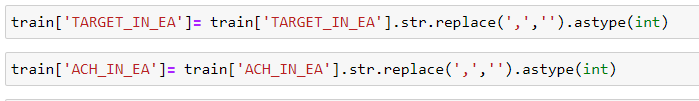 train['TARGET_IN_EA']= train['TARGET_IN_EA'].str.replace(',','').astype(int)
train['ACH_IN_EA']= train['ACH_IN_EA'].str.replace(',','').astype(int)